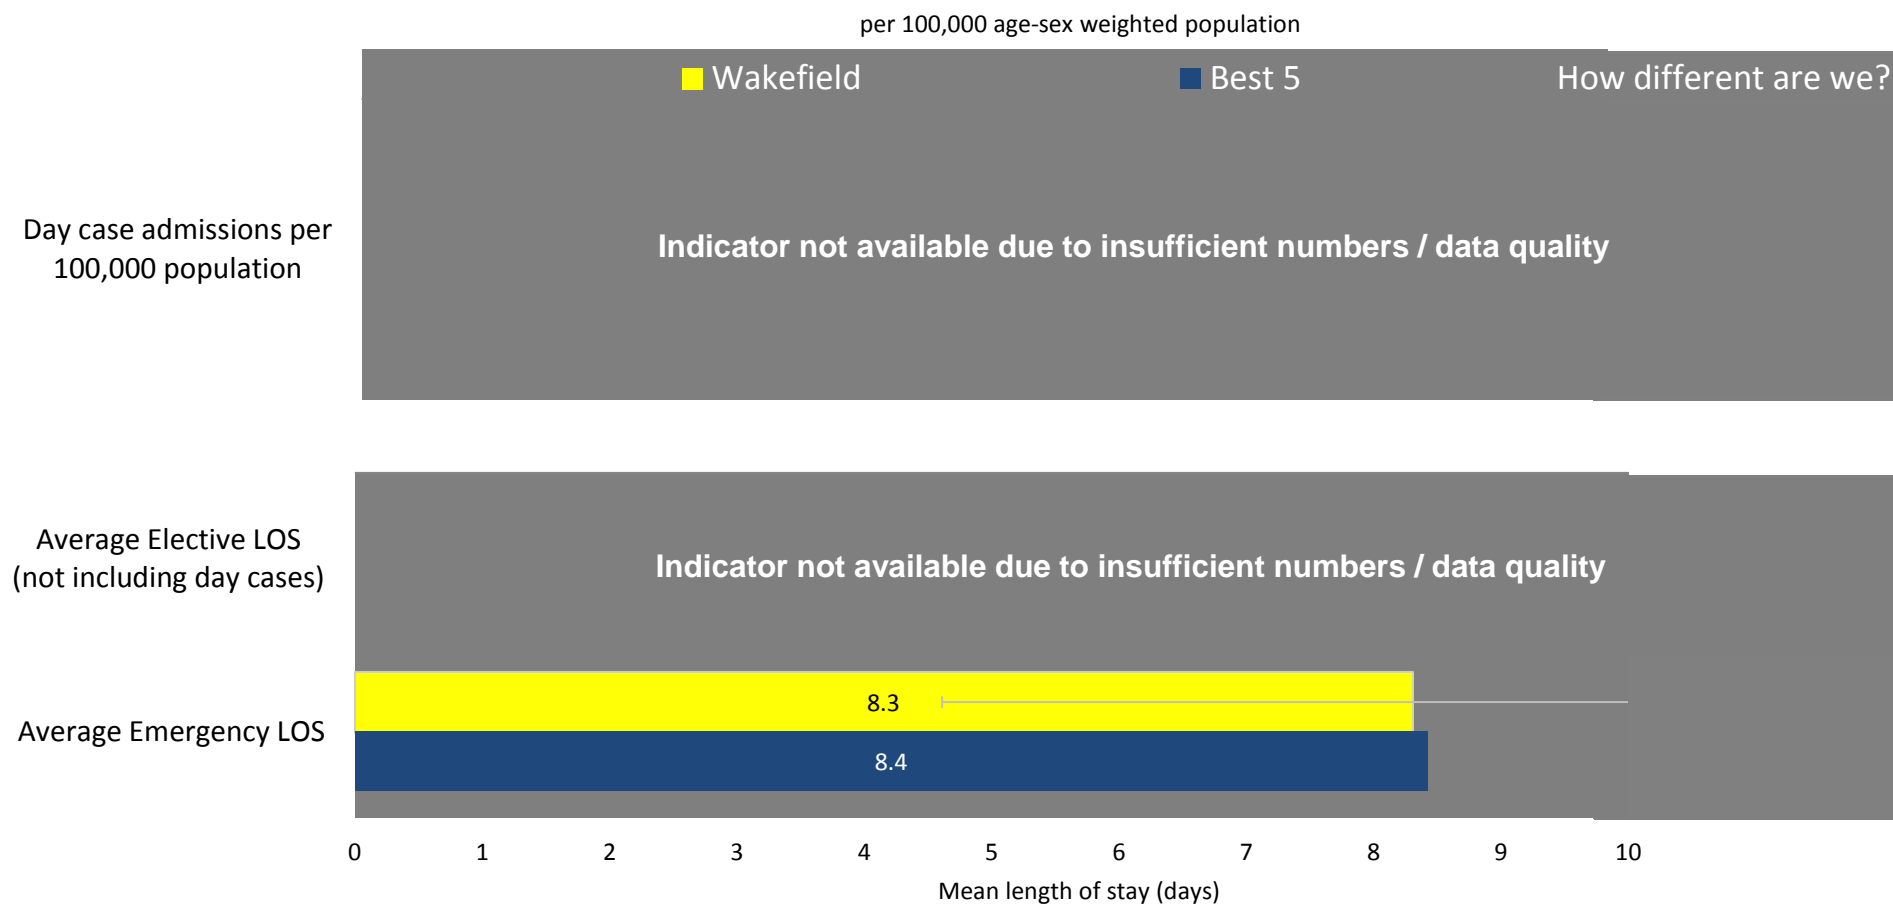 per 100,000 age-sex weighted population
Wakefield
Best 5
How different are we?
Day case admissions per
100,000 population
Indicator not available due to insufficient numbers / data quality
Average Elective LOS
(not including day cases)
Indicator not available due to insufficient numbers / data quality
Average Emergency LOS
8.3
8.4
0 1 2 3 4 5 6 7 8 9 10
Mean length of stay (days)